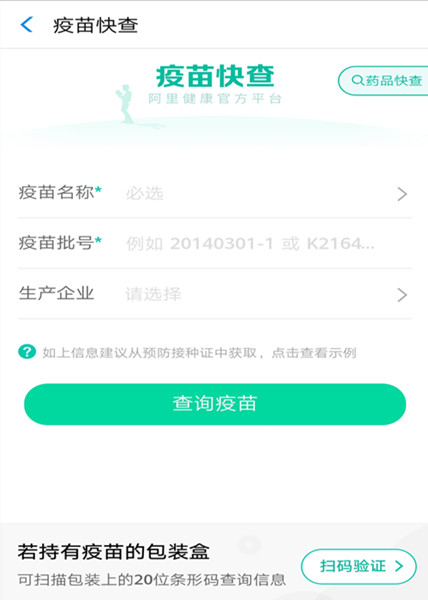 疫苗快查
疫苗快查
阿里健康官方平台
药品快查
疫苗名称* 必选
疫苗批号* 例如 20140301-1 或 K2164...
生产企业 请选择
? 如上信息建议从预防接种证中获取，点击查看示例
查询疫苗
若持有疫苗的包装盒
可扫描包装上的20位条形码查询信息
扫码验证